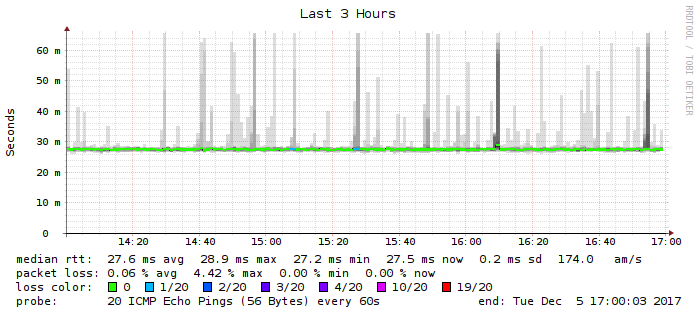 Last 3 Hours
RRDTOOL / TOBI OETIKER
Seconds
60 m
50 m
40 m
30 m
20 m
10 m
0
14:20 14:40 15:00 15:20 15:40 16:00 16:20 16:40 17:00
median rtt: 27.6 ms avg 28.9 ms max 27.2 ms min 27.5 ms now 0.2 ms sd 174.0 am/s
packet loss: 0.06 % avg 4.42 % max 0.00 % min 0.00 % now
loss color: 0 1/20 2/20 3/20 4/20 10/20 19/20
probe: 20 ICMP Echo Pings (56 Bytes) every 60s end: Tue Dec 5 17:00:03 2017